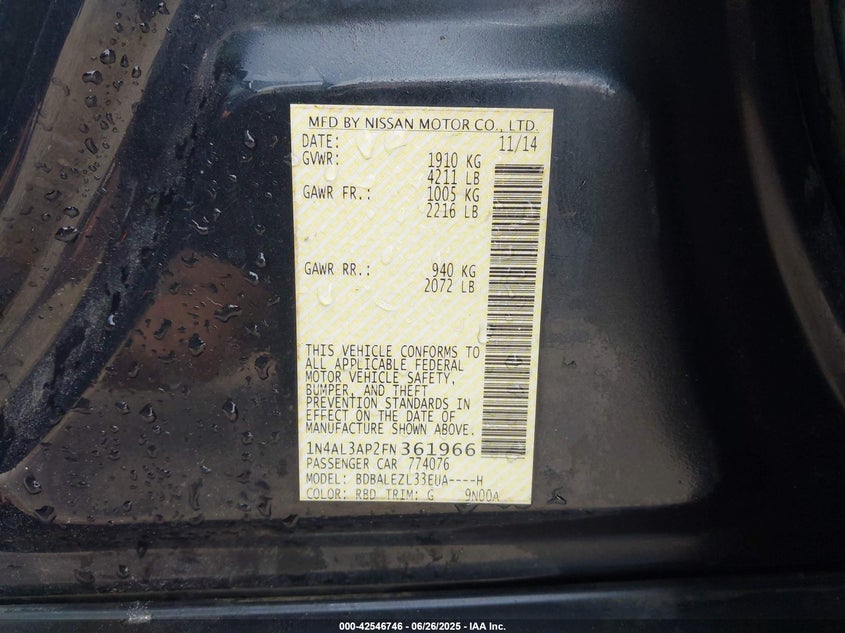 MFD BY NISSAN MOTOR CO., LTD.
DATE: 11/14
GVWR: 1910 KG
4211 LB
GAWR FR.: 1005 KG
2216 LB
GAWR RR.: 940 KG
2072 LB
THIS VEHICLE CONFORMS TO
ALL APPLICABLE FEDERAL
MOTOR VEHICLE SAFETY,
BUMPER, AND THEFT
PREVENTION STANDARDS IN
EFFECT ON THE DATE OF
MANUFACTURE SHOWN ABOVE.
1N4AL3AP2FN361966
PASSENGER CAR 774076
MODEL: BDBALEZL33EUA----H
COLOR: RBD TRIM: G 9N00A
000-42546746 - 06/26/2025 - IAA Inc.